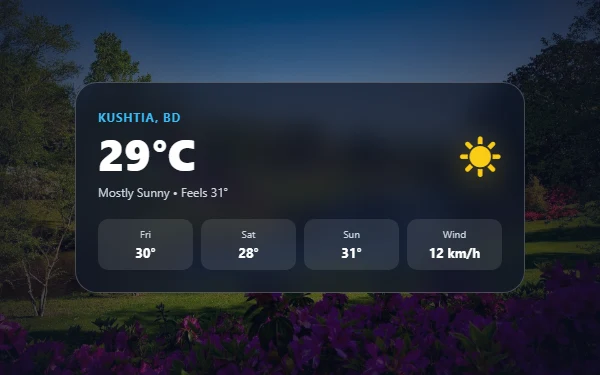 KUSHTIA, BD
29°C
Mostly Sunny • Feels 31°
Fri Sat Sun Wind
30° 28° 31° 12 km/h